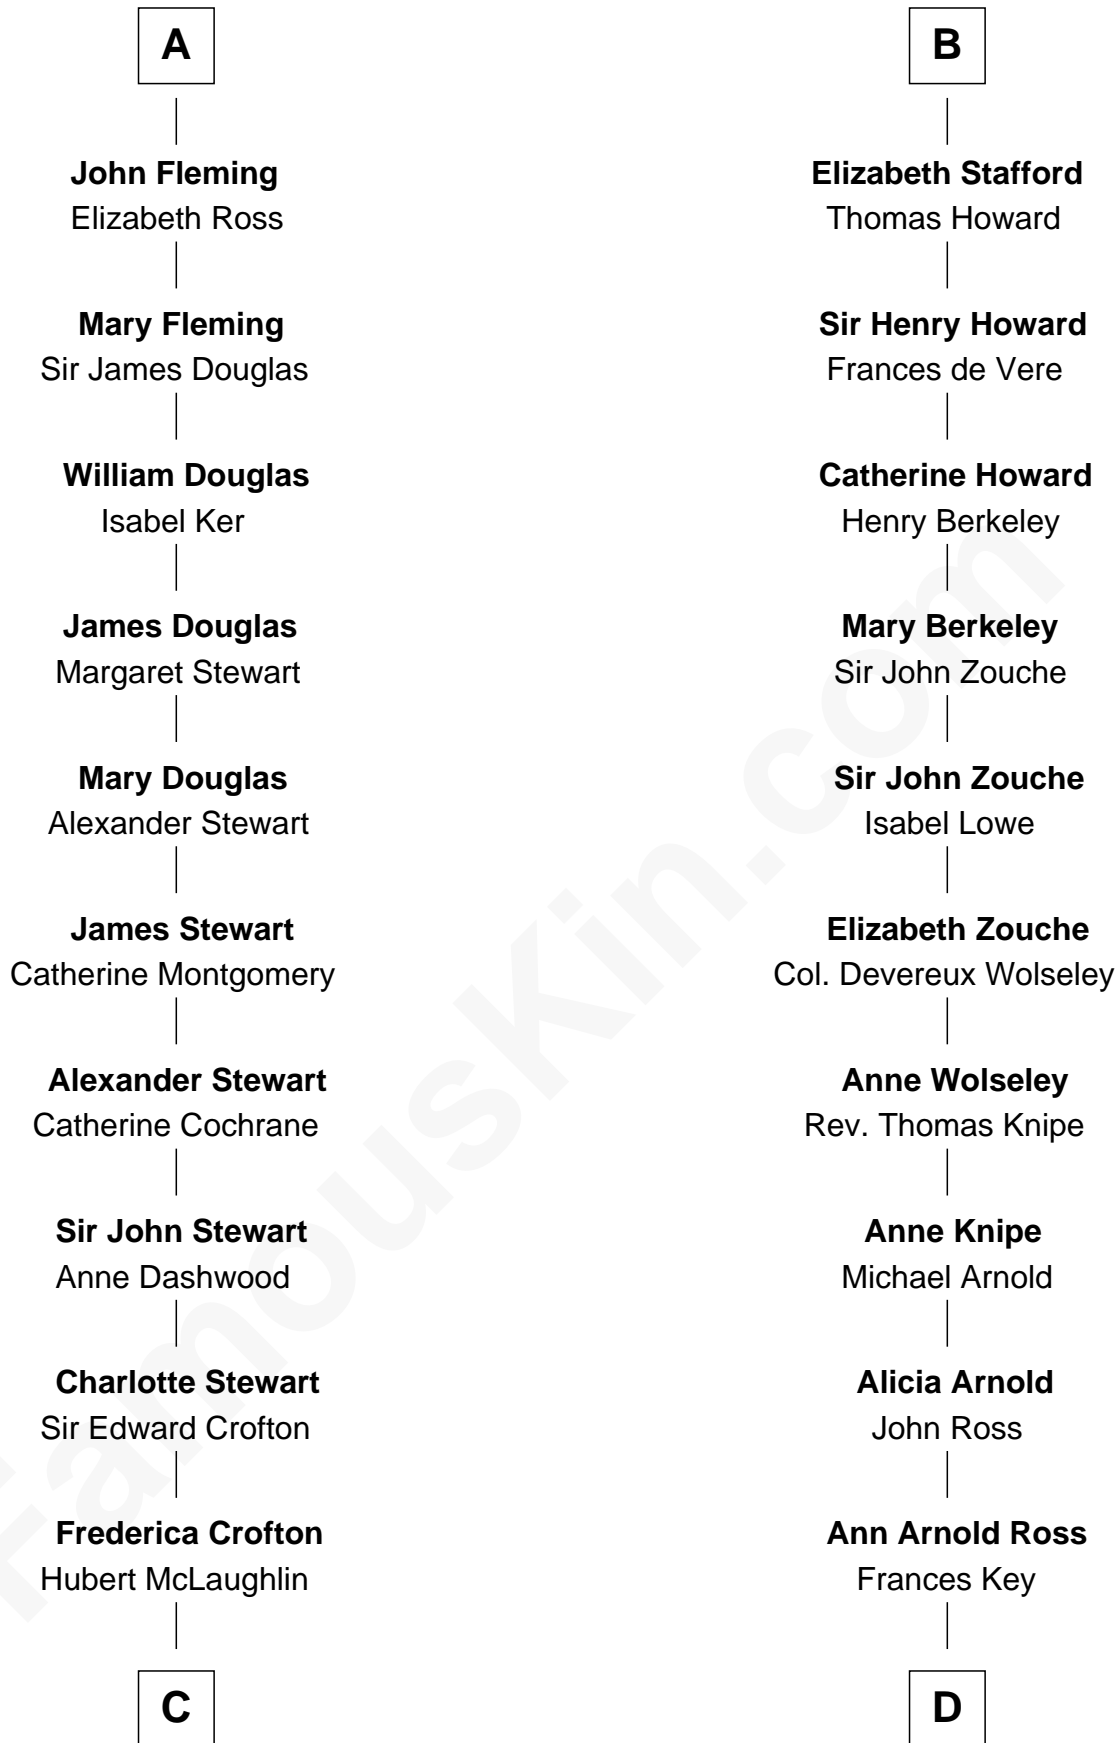 A
John Fleming
Elizabeth Ross
Mary Fleming
Sir James Douglas
William Douglas
Isabel Ker
James Douglas
Margaret Stewart
Mary Douglas
Alexander Stewart
James Stewart
Catherine Montgomery
Alexander Stewart
Catherine Cochrane
Sir John Stewart
Anne Dashwood
Charlotte Stewart
Sir Edward Crofton
Frederica Crofton
Hubert McLaughlin
C
B
Elizabeth Stafford
Thomas Howard
Sir Henry Howard
Frances de Vere
Catherine Howard
Henry Berkeley
Mary Berkeley
Sir John Zouche
Sir John Zouche
Isabel Lowe
Elizabeth Zouche
Col. Devereux Wolseley
Anne Wolseley
Rev. Thomas Knipe
Anne Knipe
Michael Arnold
Alicia Arnold
John Ross
Ann Arnold Ross
Frances Key
D
FamousKin.com